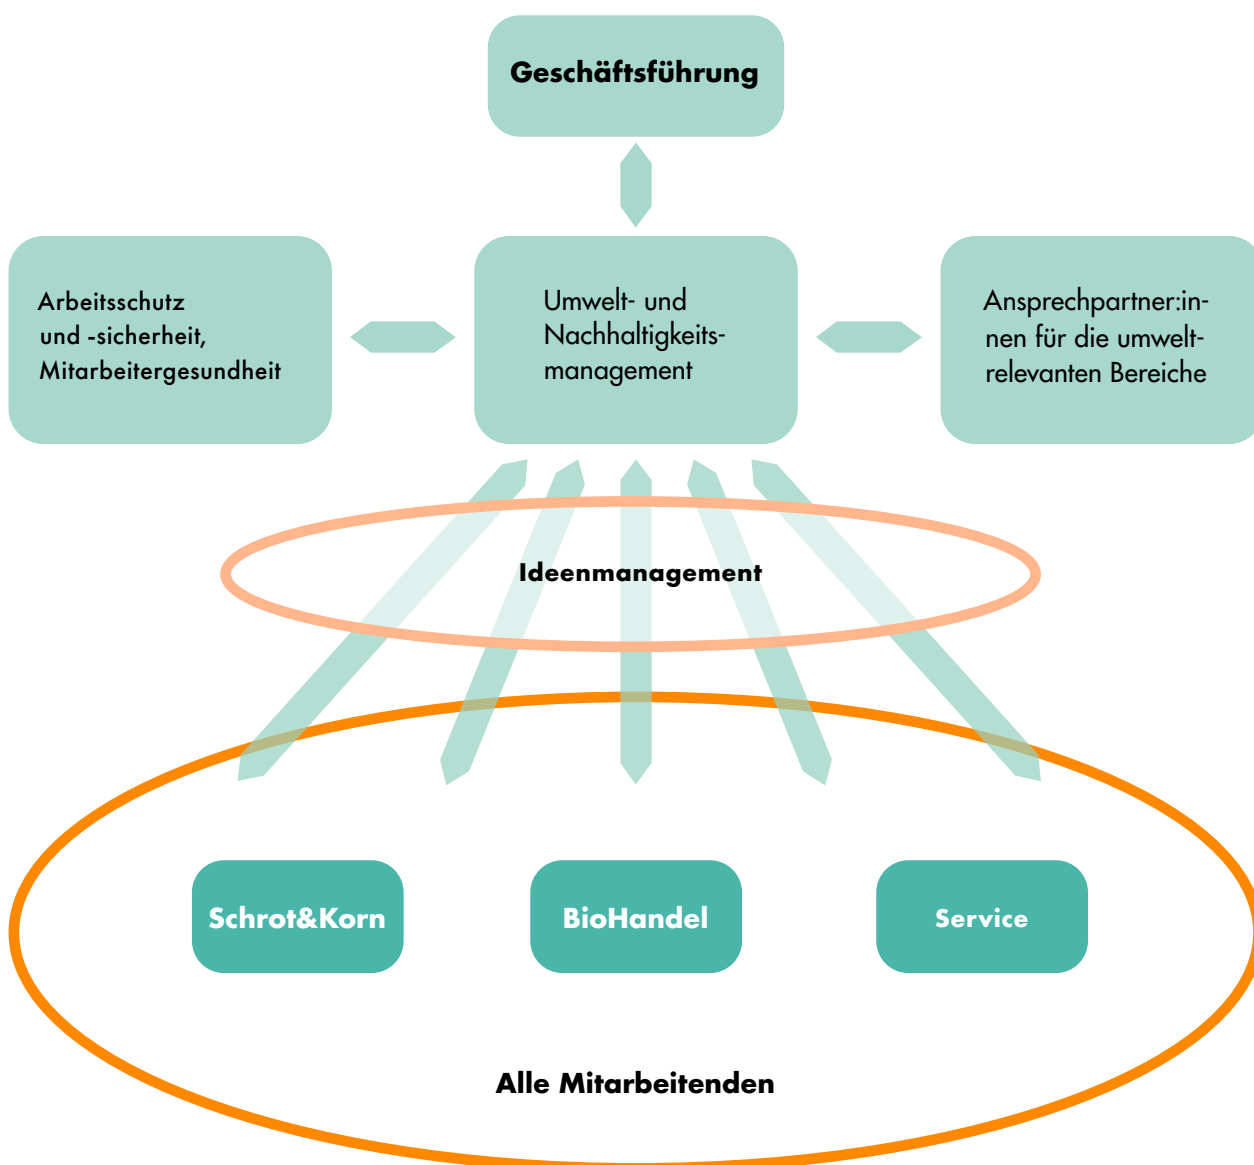 Geschäftsführung
Arbeitsschutz
und -sicherheit,
Mitarbeitergesundheit
Umwelt- und
Nachhaltigkeits-
management
Ansprechpartner:in-
nen für die umwelt-
relevanten Bereiche
Ideenmanagement
Schrot&Korn
BioHandel
Service
Alle Mitarbeitenden